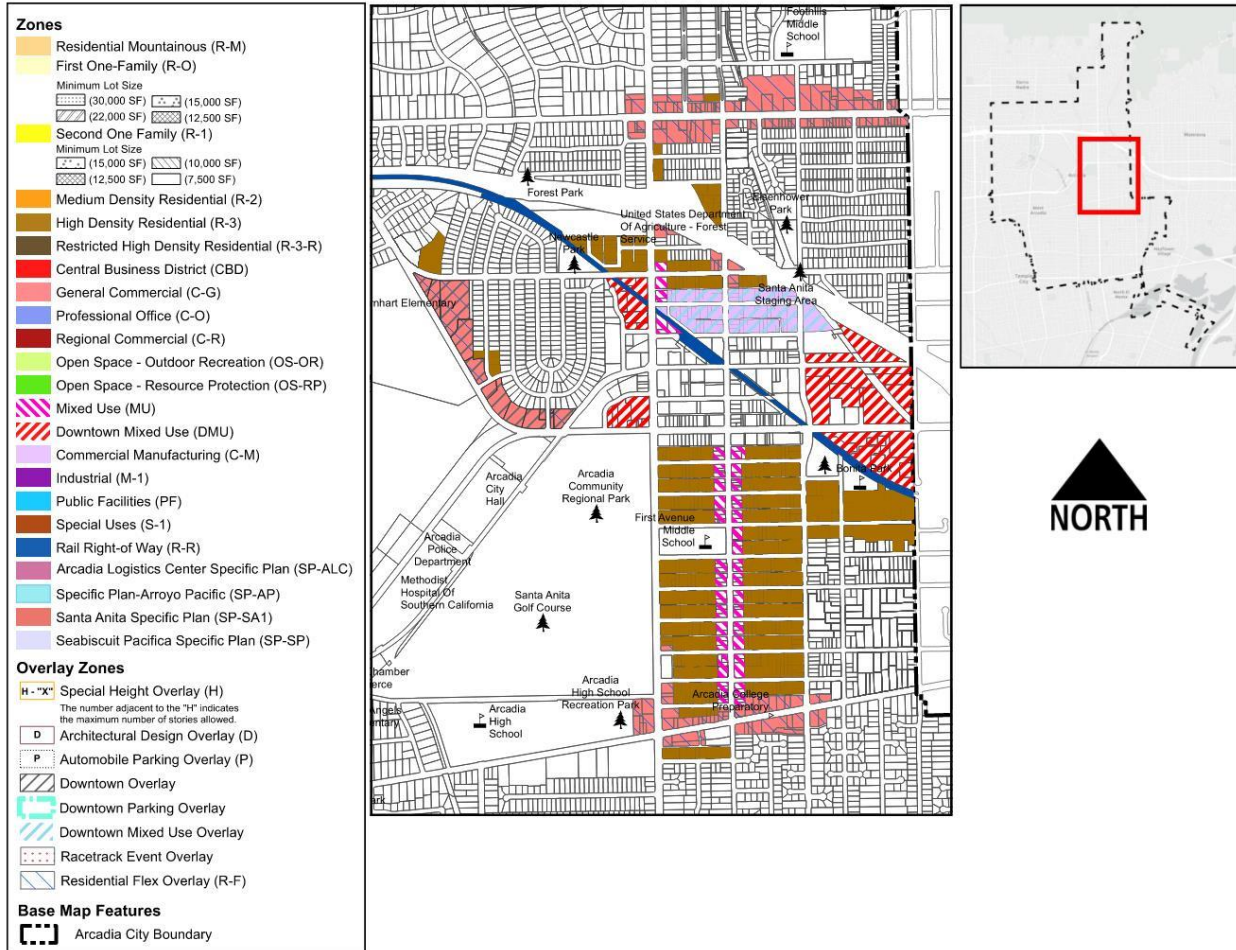 Zones
Residential Mountainous (R-M)
First One-Family (R-O)
Minimum Lot Size
(30,000 SF) (15,000 SF)
(22,000 SF) (12,500 SF)
Second One Family (R-1)
Minimum Lot Size
(15,000 SF) (10,000 SF)
(12,500 SF) (7,500 SF)
Medium Density Residential (R-2)
High Density Residential (R-3)
Restricted High Density Residential (R-3-R)
Central Business District (CBD)
General Commercial (C-G)
Professional Office (C-O)
Regional Commercial (C-R)
Open Space - Outdoor Recreation (OS-OR)
Open Space - Resource Protection (OS-RP)
Mixed Use (MU)
Downtown Mixed Use (DMU)
Commercial Manufacturing (C-M)
Industrial (M-1)
Public Facilities (PF)
Special Uses (S-1)
Rail Right-of Way (R-R)
Arcadia Logistics Center Specific Plan (SP-ALC)
Specific Plan-Arroyo Pacific (SP-AP)
Santa Anita Specific Plan (SP-SA1)
Seabiscuit Pacifica Specific Plan (SP-SP)
Overlay Zones
H - "X" Special Height Overlay (H)
The number adjacent to the "H" indicates
the maximum number of stories allowed.
D Architectural Design Overlay (D)
P Automobile Parking Overlay (P)
Downtown Overlay
Downtown Parking Overlay
Downtown Mixed Use Overlay
Racetrack Event Overlay
Residential Flex Overlay (R-F)
Base Map Features
Arcadia City Boundary
Foothills
Middle
School
Forest Park
Eisenhower
Park
United States Department
Of Agriculture - Forest
Service
Newcastle
Park
nhart Elementary
Santa Anita
Staging Area
Arcadia
City
Hall
Arcadia
Community
Regional Park
Bonita Park
First Avenue
Middle
School
Arcadia
Police
Department
Methodist
Hospital Of
Southern California
Santa Anita
Golf Course
hamber
erce
Arcadia
High School
Recreation Park
Arcadia College
Preparatory
Angels
entary
Arcadia
High
School
ark
NORTH